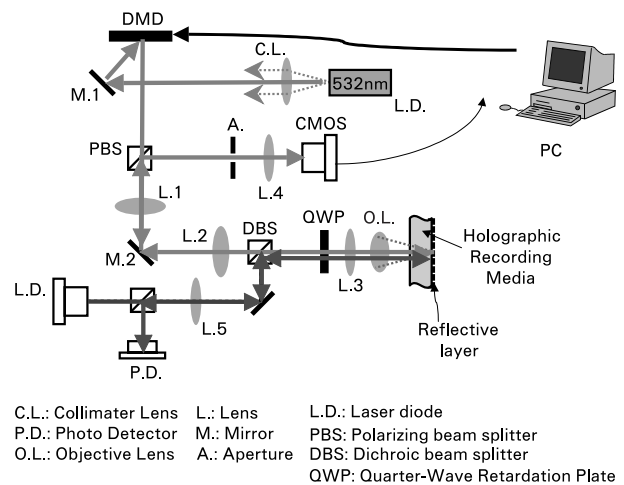 DMD
C.L.
532nm
L.D.
M.1
PBS
A.
CMOS
L.4
PC
L.1
M.2
L.2
DBS
QWP
O.L.
L.3
Holographic
Recording
Media
L.D.
L.5
P.D.
Reflective
layer
C.L.: Collimater Lens L.: Lens L.D.: Laser diode
P.D.: Photo Detector M.: Mirror PBS: Polarizing beam splitter
O.L.: Objective Lens A.: Aperture DBS: Dichroic beam splitter
QWP: Quarter-Wave Retardation Plate